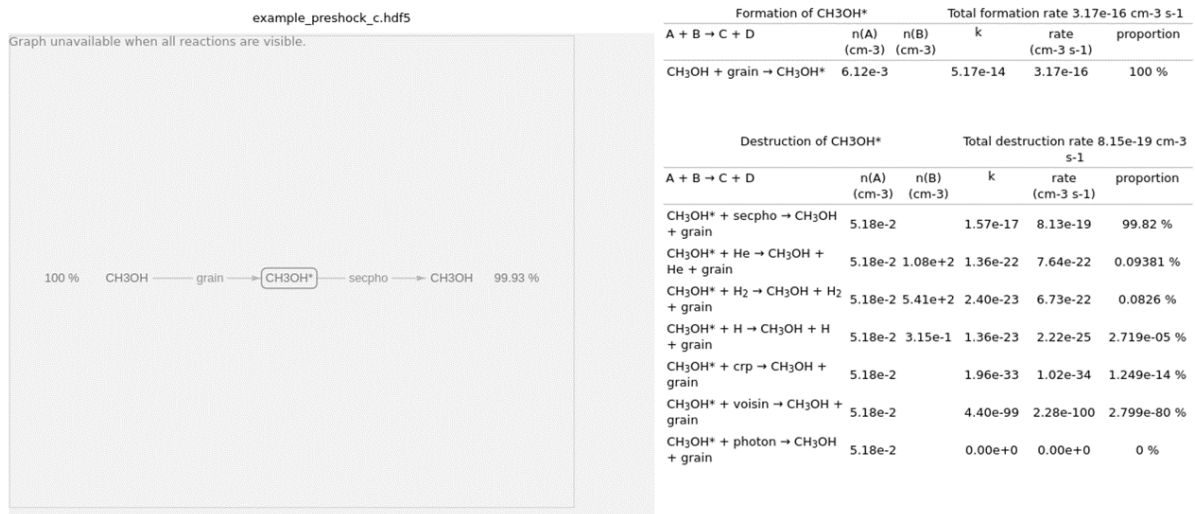 example_preshock_c.hdf5
Graph unavailable when all reactions are visible.
100 % CH3OH grain CH3OH* secpho CH3OH 99.93 %
Formation of CH3OH* Total formation rate 3.17e-16 cm-3 s-1
A + B → C + D n(A) n(B) k rate proportion
(cm-3) (cm-3) (cm-3 s-1)
CH₃OH + grain → CH₃OH* 6.12e-3 5.17e-14 3.17e-16 100 %
Destruction of CH3OH* Total destruction rate 8.15e-19 cm-3
s-1
A + B → C + D n(A) n(B) k rate proportion
(cm-3) (cm-3) (cm-3 s-1)
CH₃OH* + secpho → CH₃OH
+ grain 5.18e-2 1.57e-17 8.13e-19 99.82 %
CH₃OH* + He → CH₃OH +
He + grain 5.18e-2 1.08e+2 1.36e-22 7.64e-22 0.09381 %
CH₃OH* + H₂ → CH₃OH + H₂
+ grain 5.18e-2 5.41e+2 2.40e-23 6.73e-22 0.0826 %
CH₃OH* + H → CH₃OH + H
+ grain 5.18e-2 3.15e-1 1.36e-23 2.22e-25 2.719e-05 %
CH₃OH* + crp → CH₃OH +
grain 5.18e-2 1.96e-33 1.02e-34 1.249e-14 %
CH₃OH* + voisin → CH₃OH +
grain 5.18e-2 4.40e-99 2.28e-100 2.799e-80 %
CH₃OH* + photon → CH₃OH
+ grain 5.18e-2 0.00e+0 0.00e+0 0 %